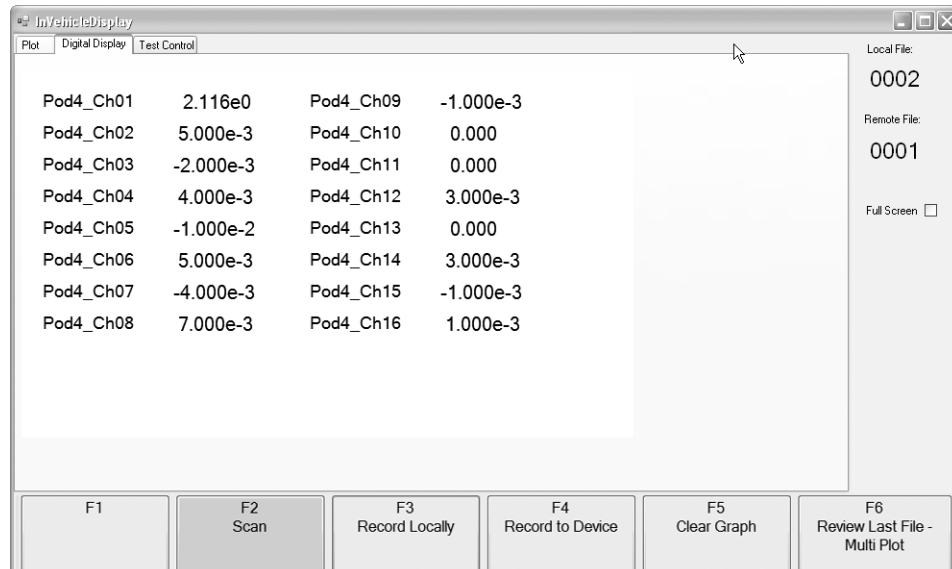 InVehicleDisplay
Plot Digital Display Test Control
Local File:
0002
Remote File:
0001
Full Screen
Pod4_Ch01 2.116e0 Pod4_Ch09 -1.000e-3
Pod4_Ch02 5.000e-3 Pod4_Ch10 0.000
Pod4_Ch03 -2.000e-3 Pod4_Ch11 0.000
Pod4_Ch04 4.000e-3 Pod4_Ch12 3.000e-3
Pod4_Ch05 -1.000e-2 Pod4_Ch13 0.000
Pod4_Ch06 5.000e-3 Pod4_Ch14 3.000e-3
Pod4_Ch07 -4.000e-3 Pod4_Ch15 -1.000e-3
Pod4_Ch08 7.000e-3 Pod4_Ch16 1.000e-3
F1 F2 F3 F4 F5 F6
Scan Record Locally Record to Device Clear Graph Review Last File -
Multi Plot